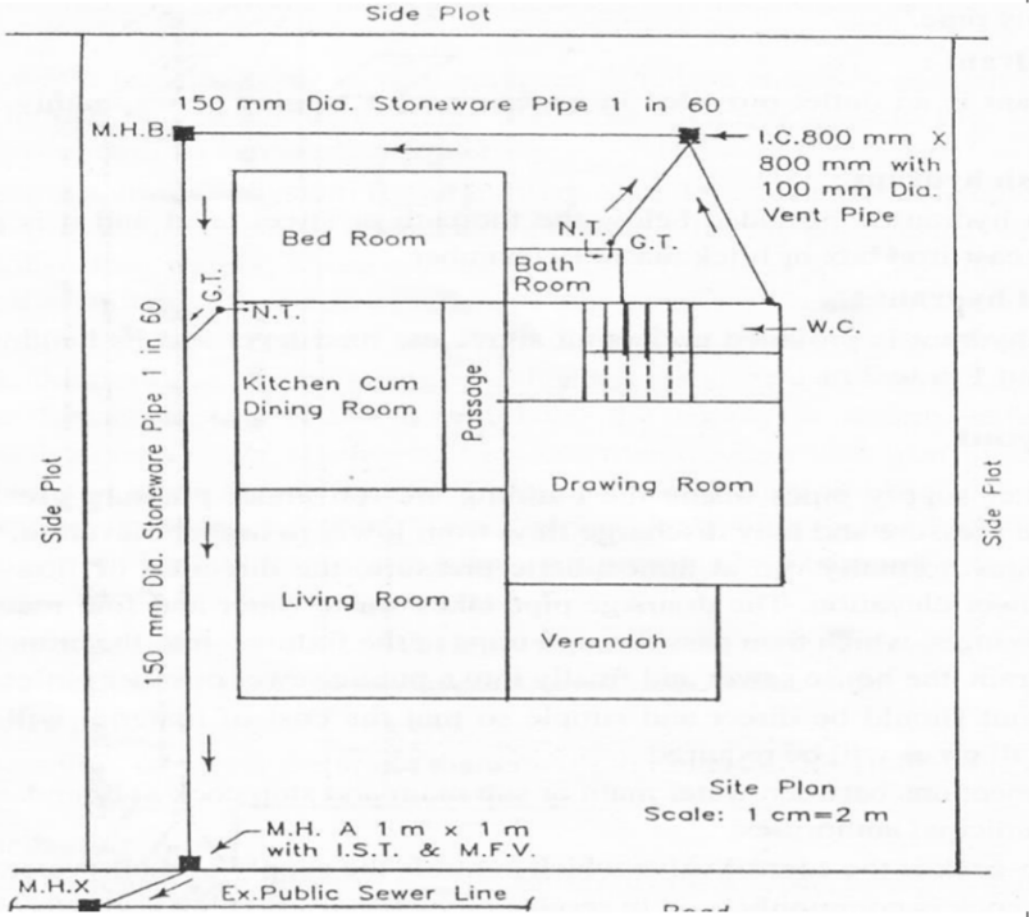 Side Plot
150 mm Dia. Stoneware Pipe in 60
M.H.B.
I.C.800 mm X
800 mm with
100 mm Dia.
Vent Pipe
Bed Room
N.T.
G.T.
Bath
Room
G.T.
N.T.
W.C.
Kitchen Cum
Dining Room
Passage
150 mm Dia. Stoneware Pipe 1 in 60
Side Plot
Side Plot
Drawing Room
Living Room
Verandah
Site Plan
Scale: 1 cm=2 m
M.H. A 1 m x 1 m
with I.S.T. & M.F.V.
M.H.X
Ex.Public Sewer Line
Road